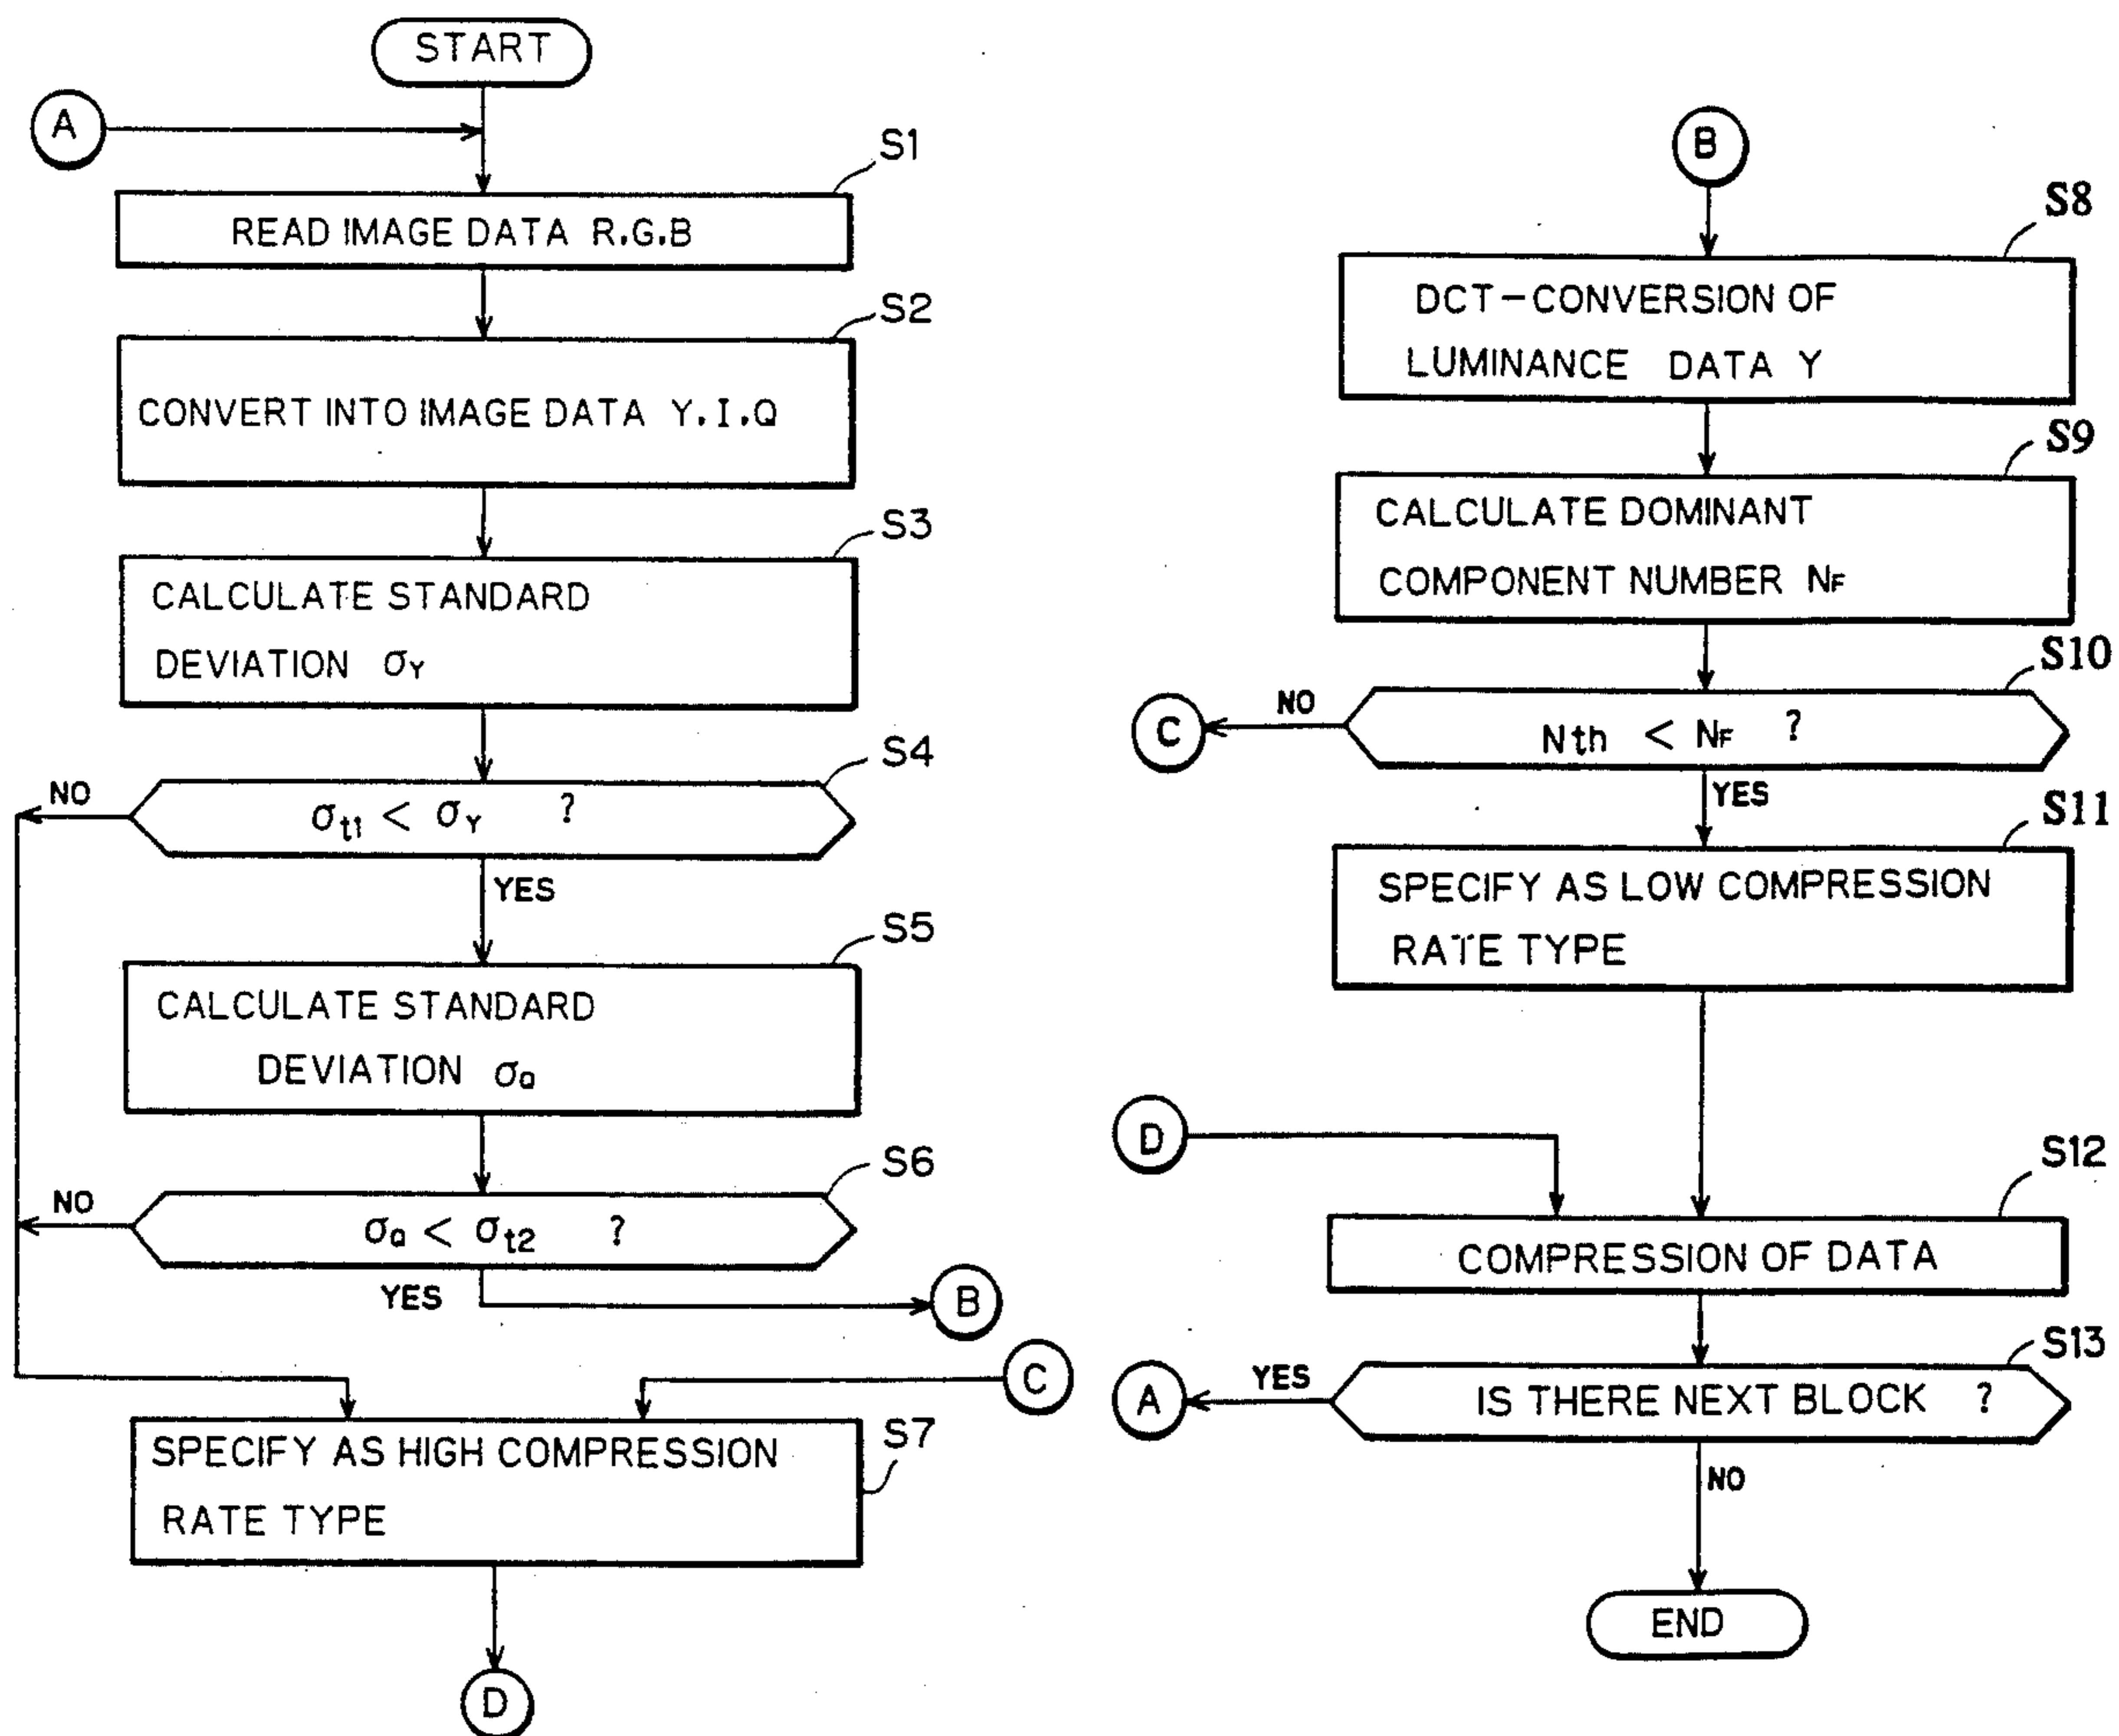 START
A
S1
READ IMAGE DATA R.G.B
S2
CONVERT INTO IMAGE DATA Y.I.Q
S3
CALCULATE STANDARD
DEVIATION σY
S4
NO
σt1 < σY ?
YES
S5
CALCULATE STANDARD
DEVIATION σa
S6
NO
σa < σt2 ?
YES
B
C
S7
SPECIFY AS HIGH COMPRESSION
RATE TYPE
D
B
S8
DCT-CONVERSION OF
LUMINANCE DATA Y
S9
CALCULATE DOMINANT
COMPONENT NUMBER NF
S10
C
NO
Nth < NF ?
YES
S11
SPECIFY AS LOW COMPRESSION
RATE TYPE
D
S12
COMPRESSION OF DATA
S13
A
YES
IS THERE NEXT BLOCK ?
NO
END